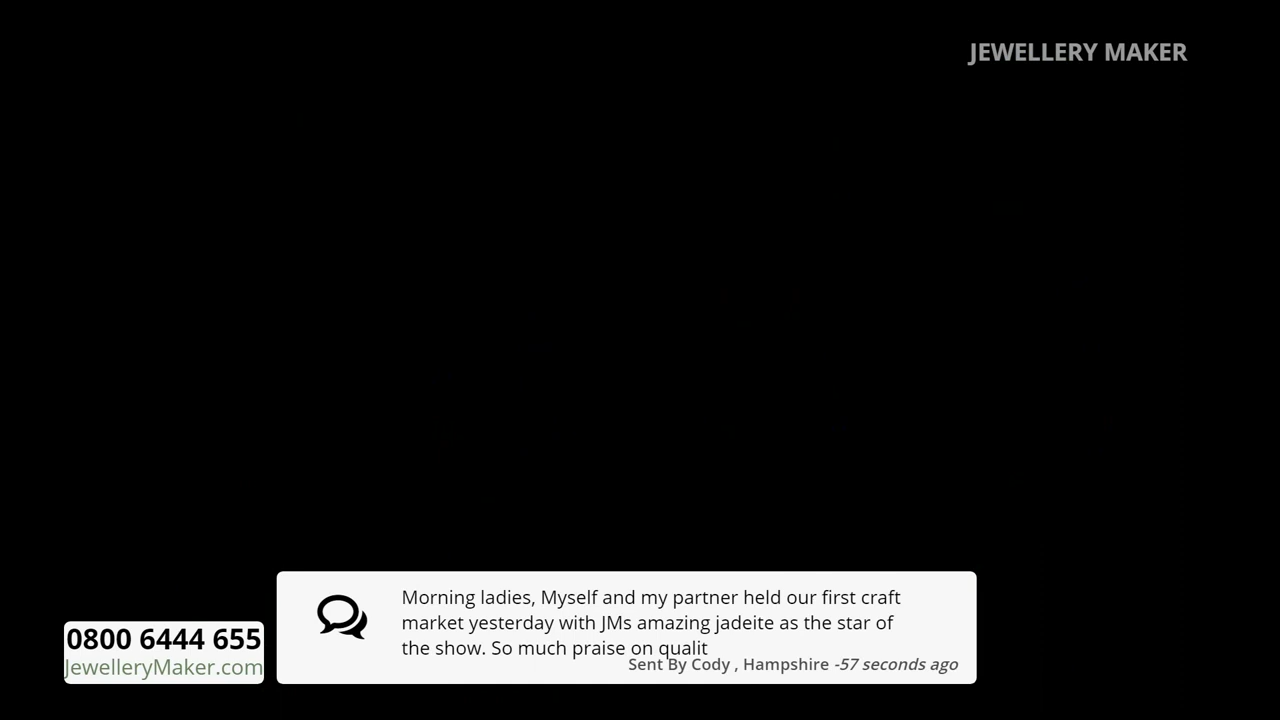 JEWELLERY MAKER
Morning ladies, Myself and my partner held our first craft
market yesterday with JMs amazing jadeite as the star of
the show. So much praise on qualit
Sent By Cody , Hampshire -57 seconds ago
0800 6444 655
JewelleryMaker.com